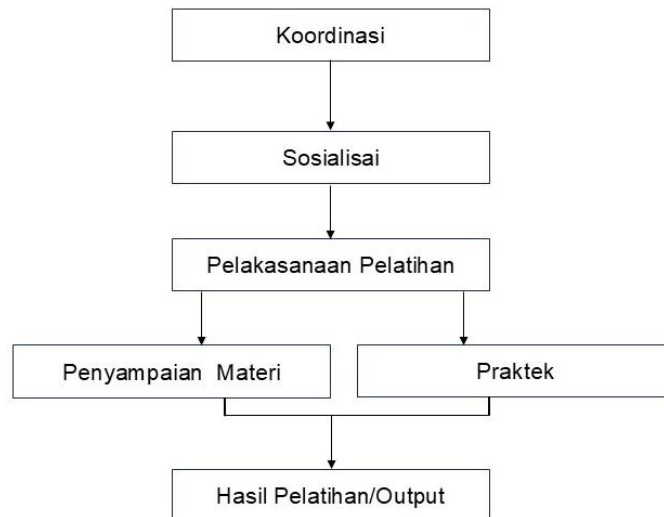 Koordinasi
Sosialisai
Pelakasanaan Pelatihan
Penyampaian Materi
Praktek
Hasil Pelatihan/Output